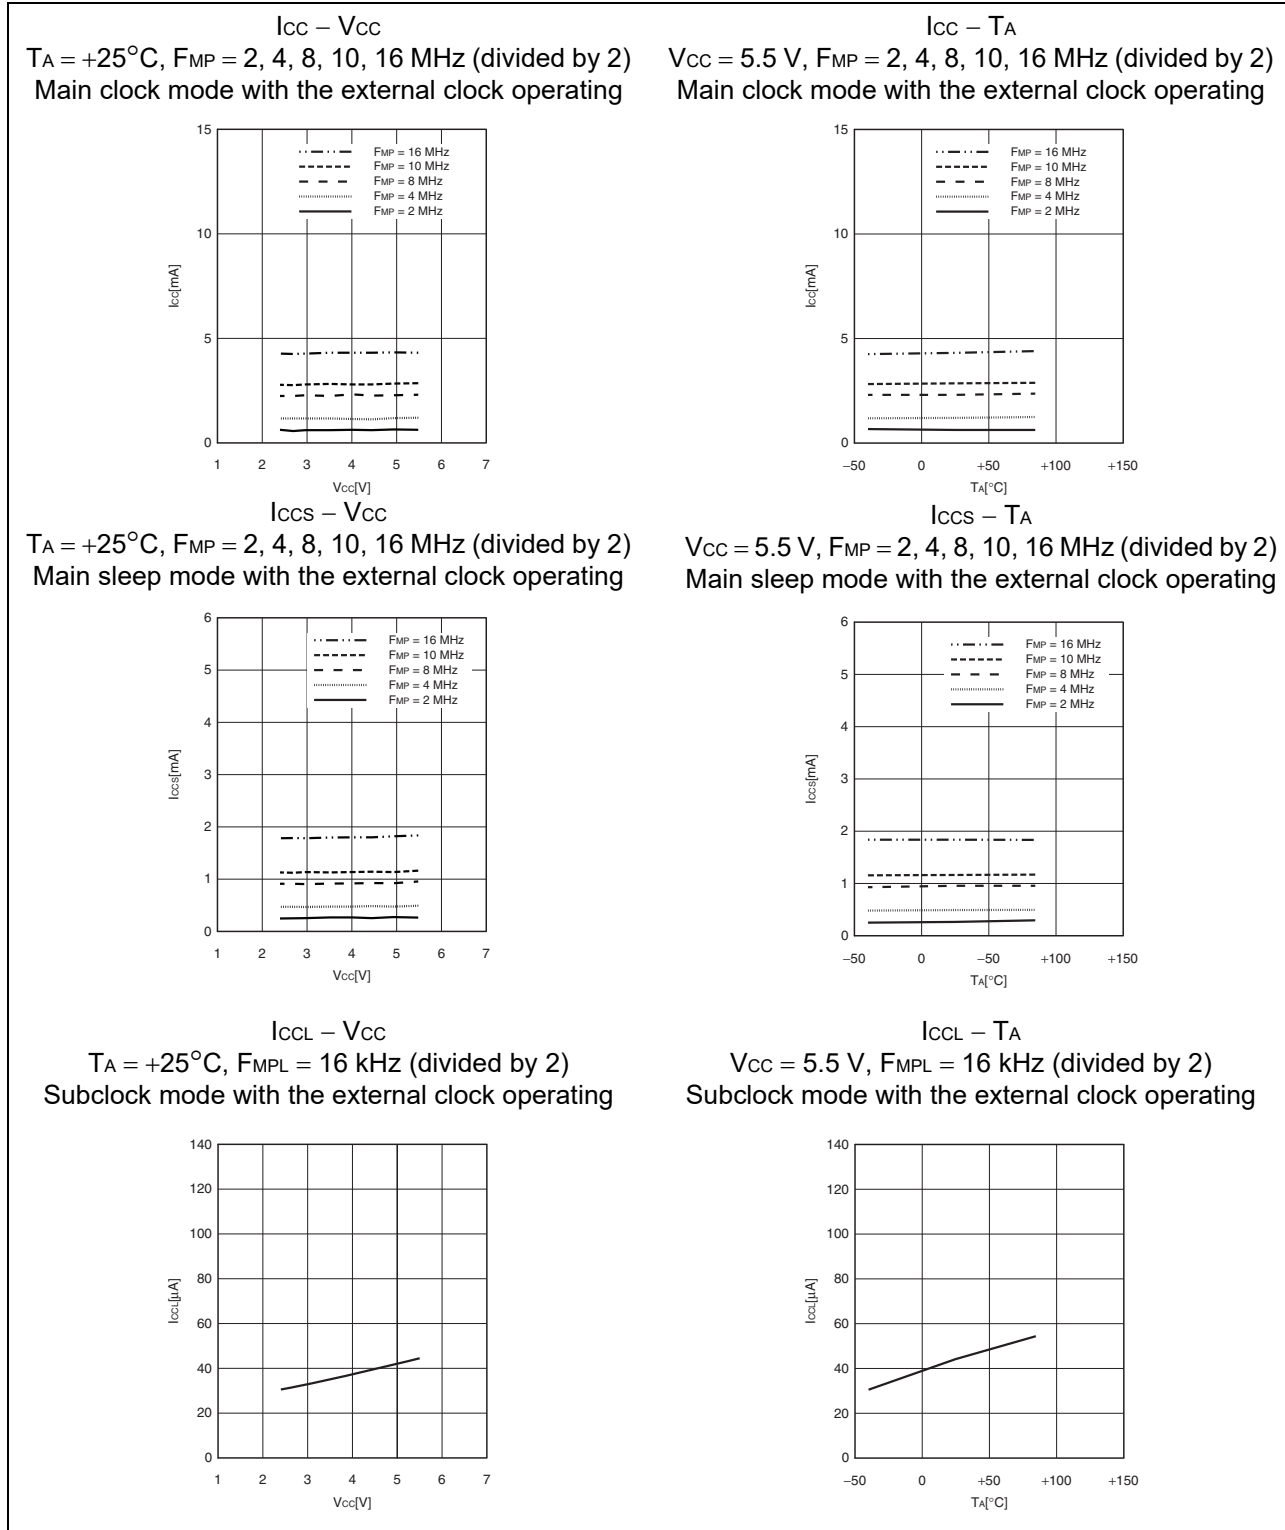 ICC − VCC
TA = +25°C, FMP = 2, 4, 8, 10, 16 MHz (divided by 2)
Main clock mode with the external clock operating
15
10
5
0
ICC[mA]
FMP = 16 MHz
FMP = 10 MHz
FMP = 8 MHz
FMP = 4 MHz
FMP = 2 MHz
1 2 3 4 5 6 7
VCC[V]
ICC − TA
VCC = 5.5 V, FMP = 2, 4, 8, 10, 16 MHz (divided by 2)
Main clock mode with the external clock operating
15
10
5
0
ICC[mA]
FMP = 16 MHz
FMP = 10 MHz
FMP = 8 MHz
FMP = 4 MHz
FMP = 2 MHz
−50 0 +50 +100 +150
TA[°C]
ICCS − VCC
TA = +25°C, FMP = 2, 4, 8, 10, 16 MHz (divided by 2)
Main sleep mode with the external clock operating
6
5
4
3
2
1
0
ICCS[mA]
FMP = 16 MHz
FMP = 10 MHz
FMP = 8 MHz
FMP = 4 MHz
FMP = 2 MHz
1 2 3 4 5 6 7
VCC[V]
ICCS − TA
VCC = 5.5 V, FMP = 2, 4, 8, 10, 16 MHz (divided by 2)
Main sleep mode with the external clock operating
6
5
4
3
2
1
0
ICCS[mA]
FMP = 16 MHz
FMP = 10 MHz
FMP = 8 MHz
FMP = 4 MHz
FMP = 2 MHz
−50 0 −50 +100 +150
TA[°C]
ICCL − VCC
TA = +25°C, FMPL = 16 kHz (divided by 2)
Subclock mode with the external clock operating
140
120
100
80
60
40
20
0
ICCL[μA]
1 2 3 4 5 6 7
VCC[V]
ICCL − TA
VCC = 5.5 V, FMPL = 16 kHz (divided by 2)
Subclock mode with the external clock operating
140
120
100
80
60
40
20
0
ICCL[μA]
−50 0 +50 +100 +150
TA[°C]